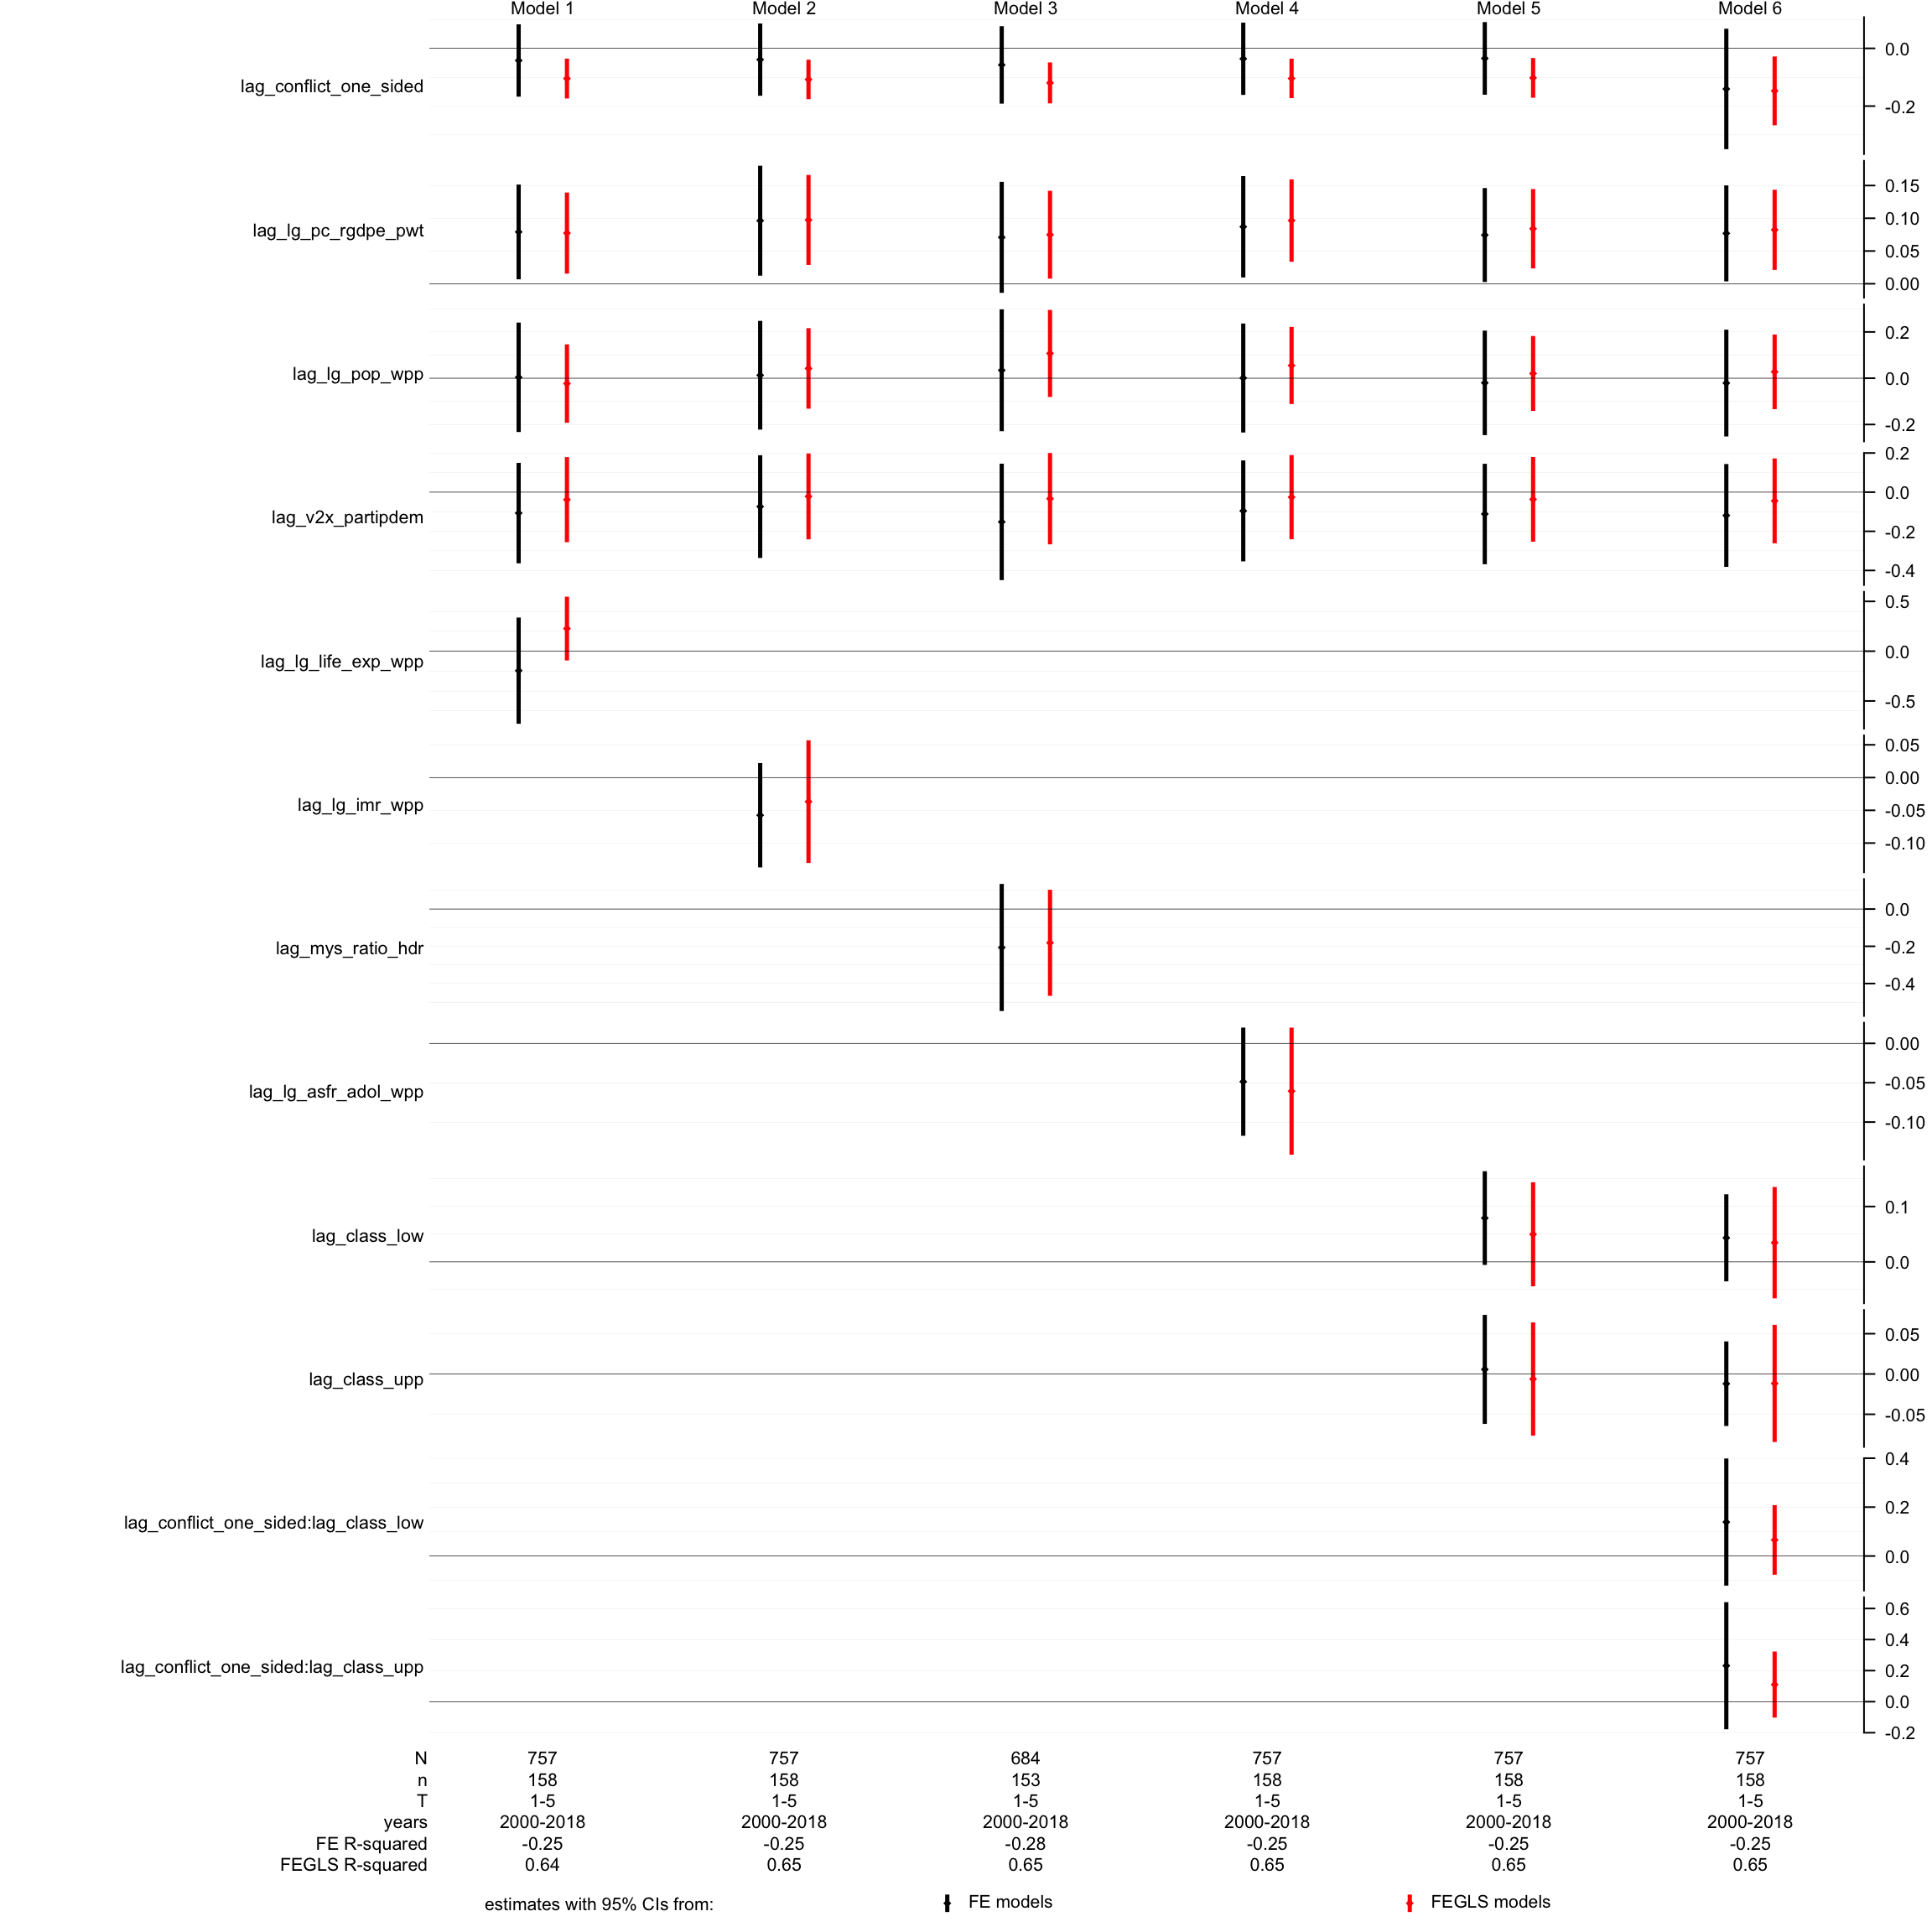 Model 1 Model 2 Model 3 Model 4 Model 5 Model 6
0.0
lag_conflict_one_sided
-0.2
0.15
0.10
lag_lg_pc_rgdpe_pwt
0.05
0.00
0.2
lag_lg_pop_wpp
0.0
-0.2
0.2
0.0
lag_v2x_partipdem
-0.2
-0.4
0.5
lag_lg_life_exp_wpp
0.0
-0.5
0.05
0.00
lag_lg_imr_wpp
-0.05
-0.10
0.0
lag_mys_ratio_hdr
-0.2
-0.4
0.00
lag_lg_asfr_adol_wpp
-0.05
-0.10
0.1
lag_class_low
0.0
0.05
lag_class_upp
0.00
-0.05
0.4
0.2
lag_conflict_one_sided:lag_class_low
0.0
0.6
0.4
lag_conflict_one_sided:lag_class_upp
0.2
0.0
-0.2
N 757 757 684 757 757 757
n 158 158 153 158 158 158
T 1-5 1-5 1-5 1-5 1-5 1-5
years 2000-2018 2000-2018 2000-2018 2000-2018 2000-2018 2000-2018
FE R-squared -0.25 -0.25 -0.28 -0.25 -0.25 -0.25
FEGLS R-squared 0.64 0.65 0.65 0.65 0.65 0.65
estimates with 95% CIs from: FE models FEGLS models